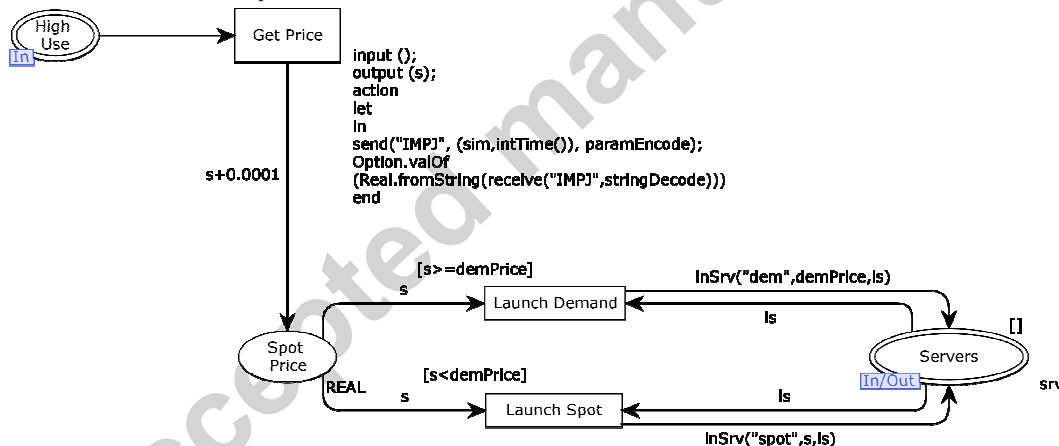 High
Use
In
Get Price
input ();
output (s);
action
let
in
send("IMPJ", (sim,intTime()), paramEncode);
Option.valOf
(Real.fromString(receive("IMPJ",stringDecode)))
end
s+0.0001
[s>=demPrice]
s
Launch Demand
InSrv("dem",demPrice,ls)
ls
[]
Spot
Price
REAL
Servers
In/Out
srv
[s<demPrice]
s
Launch Spot
ls
InSrv("spot",s,ls)